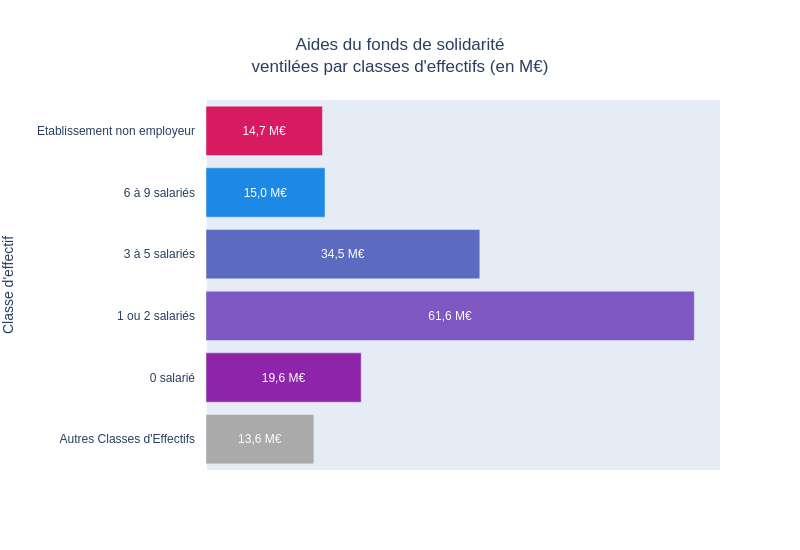 Aides du fonds de solidarité
ventilées par classes d'effectifs (en M€)
Classe d'effectif
Etablissement non employeur
14,7 M€
6 à 9 salariés
15,0 M€
3 à 5 salariés
34,5 M€
1 ou 2 salariés
61,6 M€
0 salarié
19,6 M€
Autres Classes d'Effectifs
13,6 M€